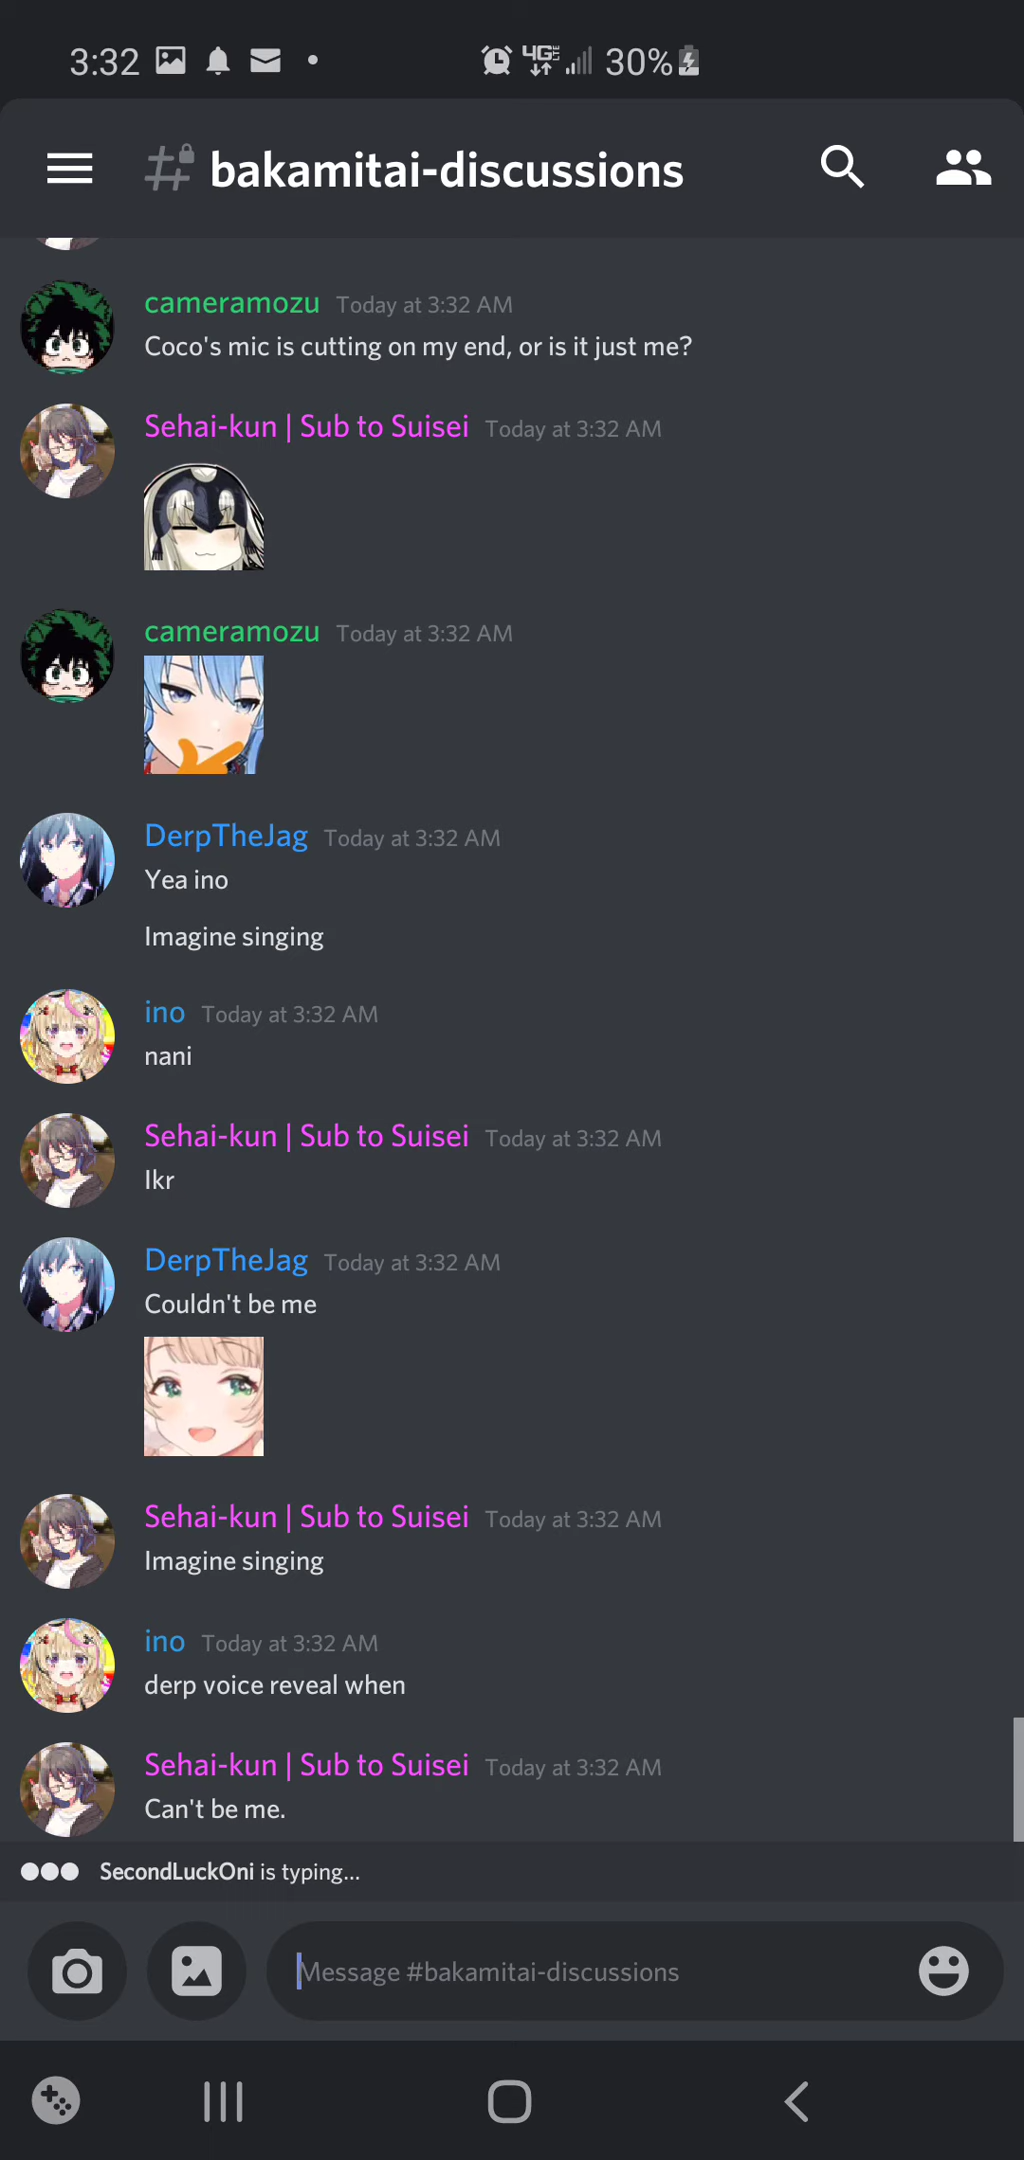 3:32
4G LTE
30%
bakamitai-discussions
cameramozu Today at 3:32 AM
Coco's mic is cutting on my end, or is it just me?
Sehai-kun | Sub to Suisei Today at 3:32 AM
cameramozu Today at 3:32 AM
DerpTheJag Today at 3:32 AM
Yea ino
Imagine singing
ino Today at 3:32 AM
nani
Sehai-kun | Sub to Suisei Today at 3:32 AM
Ikr
DerpTheJag Today at 3:32 AM
Couldn't be me
Sehai-kun | Sub to Suisei Today at 3:32 AM
Imagine singing
ino Today at 3:32 AM
derp voice reveal when
Sehai-kun | Sub to Suisei Today at 3:32 AM
Can't be me.
SecondLuckOni is typing...
Message #bakamitai-discussions